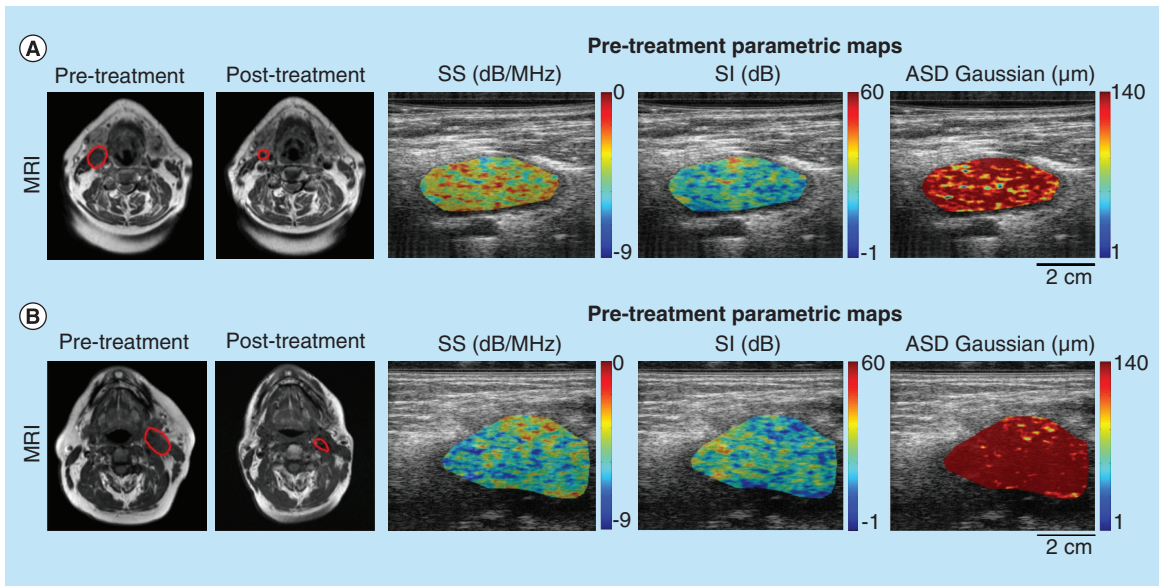 A
Pre-treatment parametric maps
Pre-treatment Post-treatment SS (dB/MHz) SI (dB) ASD Gaussian (μm)
MRI
0 60 140
-9 -1 1
2 cm
B
Pre-treatment parametric maps
Pre-treatment Post-treatment SS (dB/MHz) SI (dB) ASD Gaussian (μm)
MRI
0 60 140
-9 -1 1
2 cm